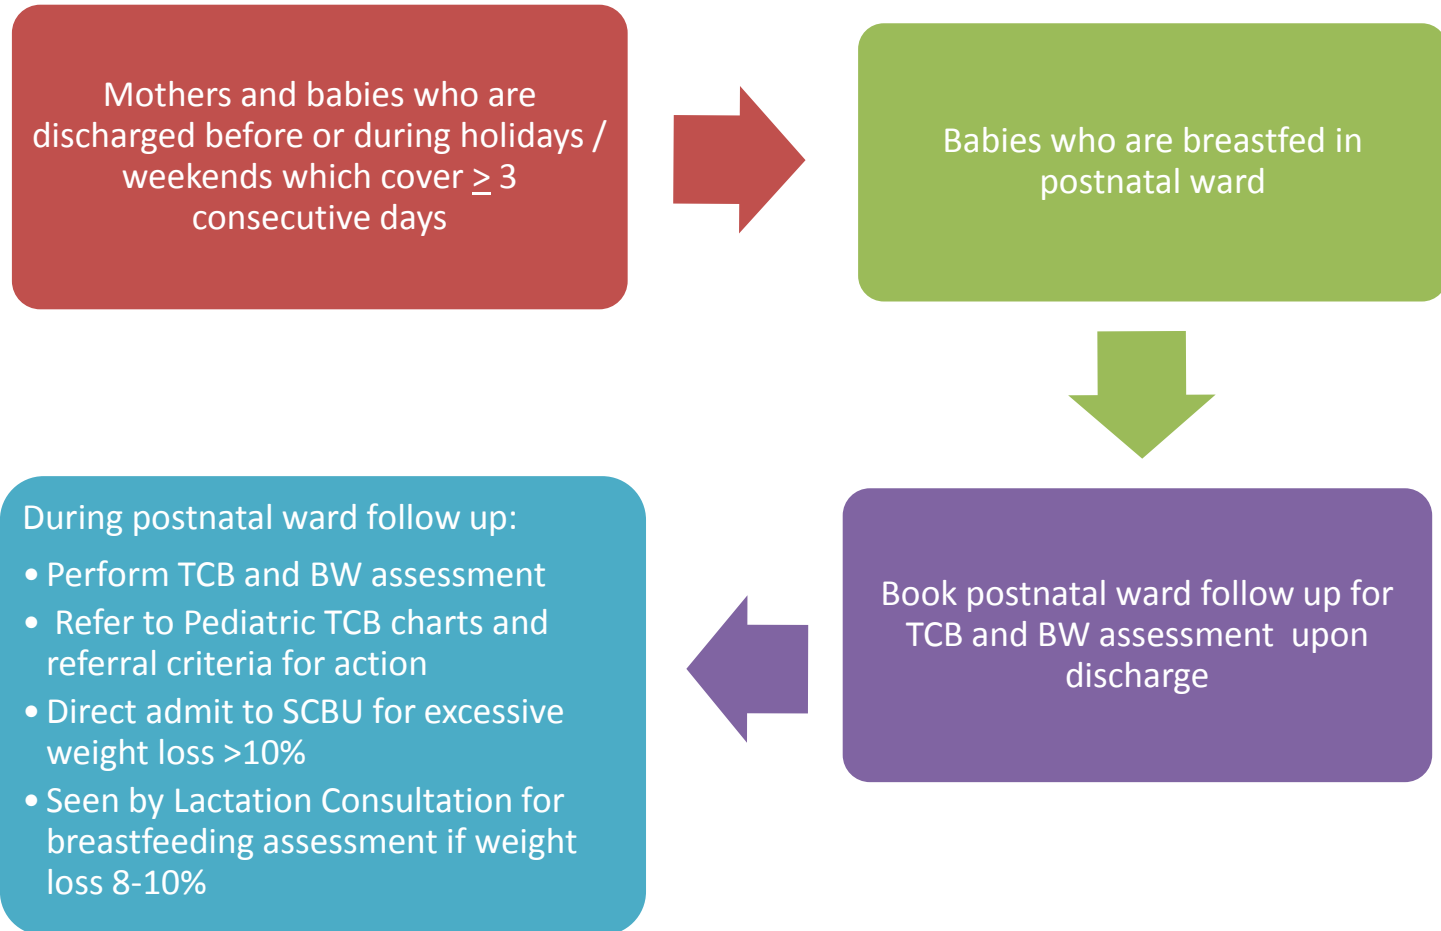 Mothers and babies who are
discharged before or during holidays /
weekends which cover ≥ 3
consecutive days
Babies who are breastfed in
postnatal ward
Book postnatal ward follow up for
TCB and BW assessment  upon
discharge
During postnatal ward follow up:
• Perform TCB and BW assessment
•  Refer to Pediatric TCB charts and
referral criteria for action
• Direct admit to SCBU for excessive
weight loss >10%
• Seen by Lactation Consultation for
breastfeeding assessment if weight
loss 8-10%